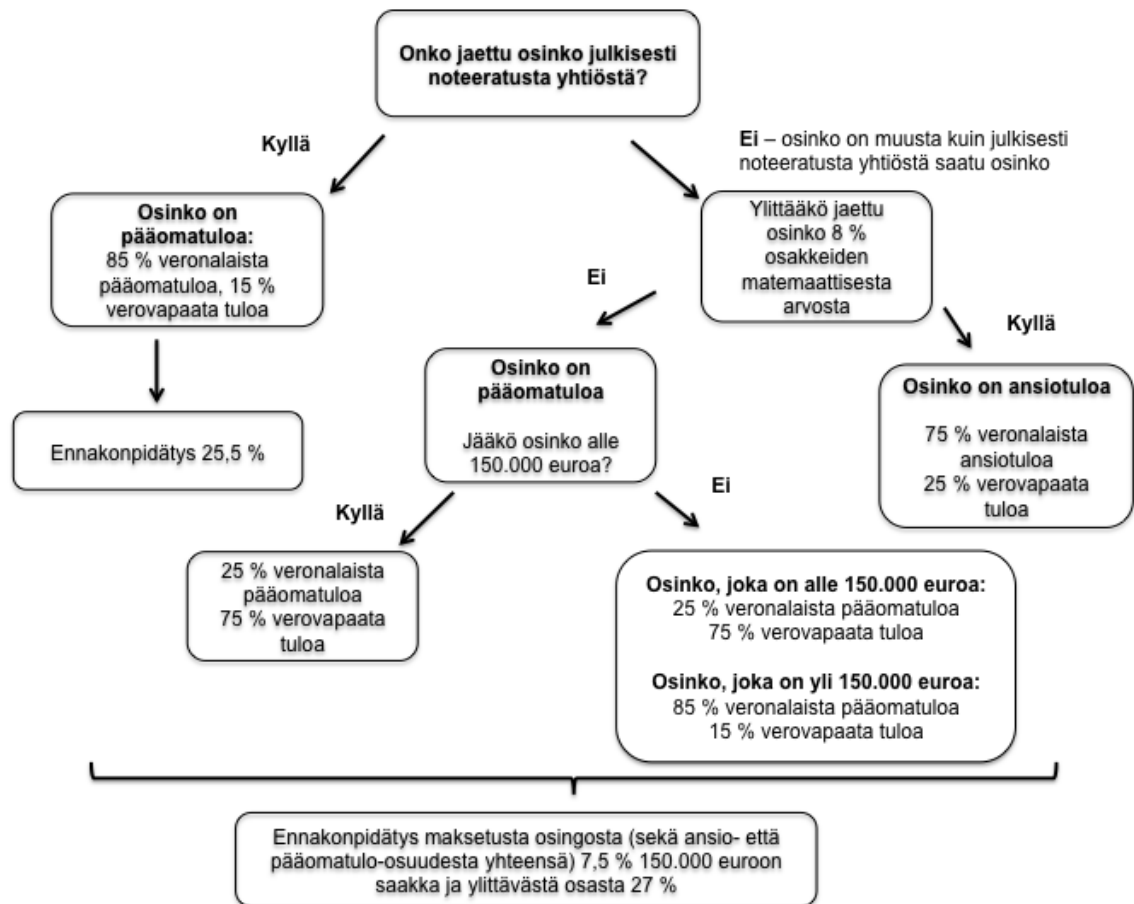 Onko jaettu osinko julkisesti
noteeratusta yhtiöstä?
Kyllä
Ei – osinko on muusta kuin julkisesti
noteeratusta yhtiöstä saatu osinko
Osinko on
pääomatuloa:
85 % veronalaista
pääomatuloa, 15 %
verovapaata tuloa
Ylittääkö jaettu
osinko 8 %
osakkeiden
matemaattisesta
arvosta
Ei
Kyllä
Ennakonpidätys 25,5 %
Osinko on
pääomatuloa
Jääkö osinko alle
150.000 euroa?
Osinko on ansiotuloa
75 % veronalaista
ansiotuloa
25 % verovapaata
tuloa
Kyllä
Ei
25 % veronalaista
pääomatuloa
75 % verovapaata
tuloa
Osinko, joka on alle 150.000 euroa:
25 % veronalaista pääomatuloa
75 % verovapaata tuloa
Osinko, joka on yli 150.000 euroa:
85 % veronalaista pääomatuloa
15 % verovapaata tuloa
Ennakonpidätys maksetusta osingosta (sekä ansio- että
pääomatulo-osuudesta yhteensä) 7,5 % 150.000 euroon
saakka ja ylittävästä osasta 27 %